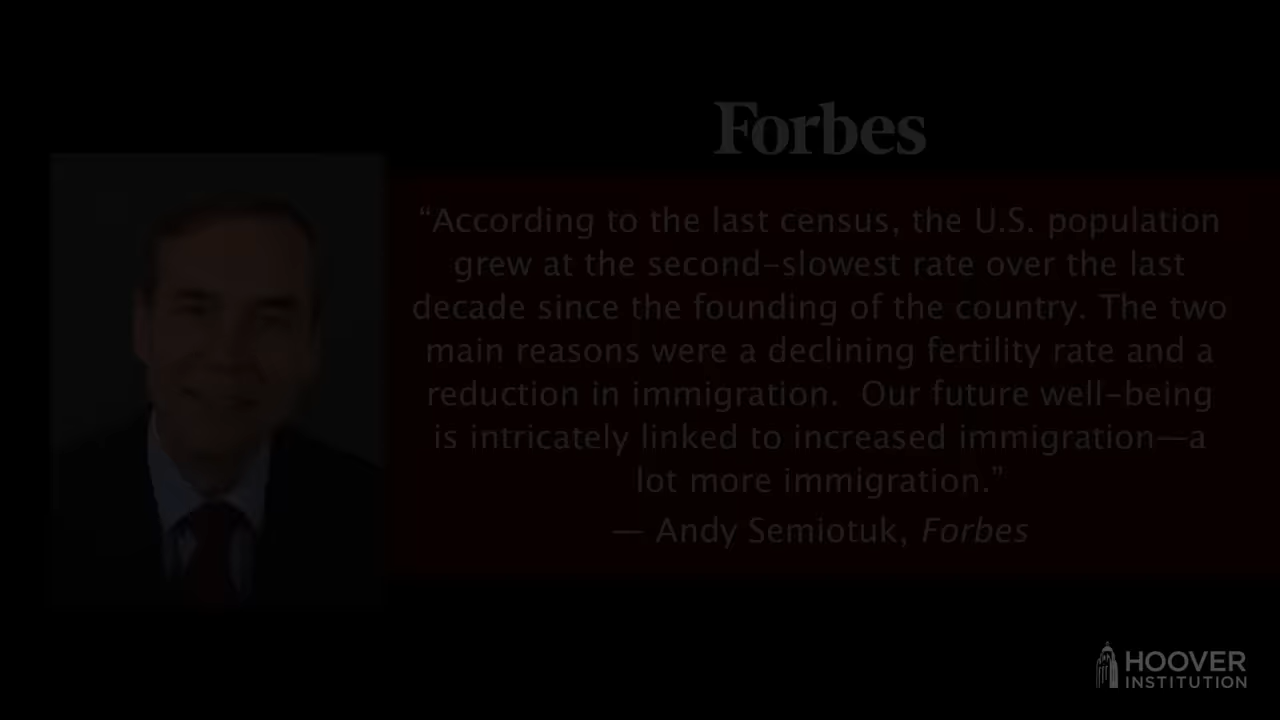 Forbes
“According to the last census, the U.S. population
grew at the second-slowest rate over the last
decade since the founding of the country. The two
main reasons were a declining fertility rate and a
reduction in immigration.  Our future well-being
is intricately linked to increased immigration—a
lot more immigration.”
— Andy Semiotuk, Forbes
HOOVER
INSTITUTION